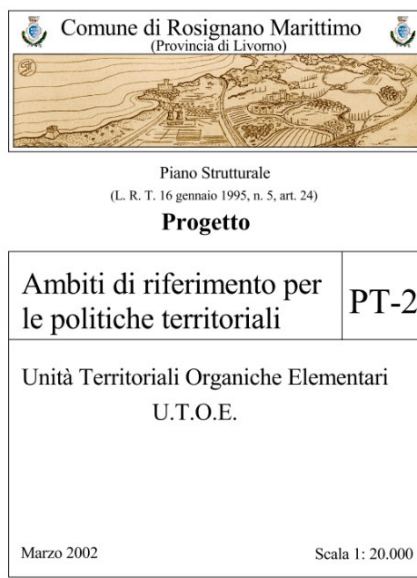 Comune di Rosignano Marittimo
(Provincia di Livorno)
Piano Strutturale
(L. R. T. 16 gennaio 1995, n. 5, art. 24)
Progetto
Ambiti di riferimento per
le politiche territoriali
PT-2
Unità Territoriali Organiche Elementari
U.T.O.E.
Marzo 2002
Scala 1: 20.000